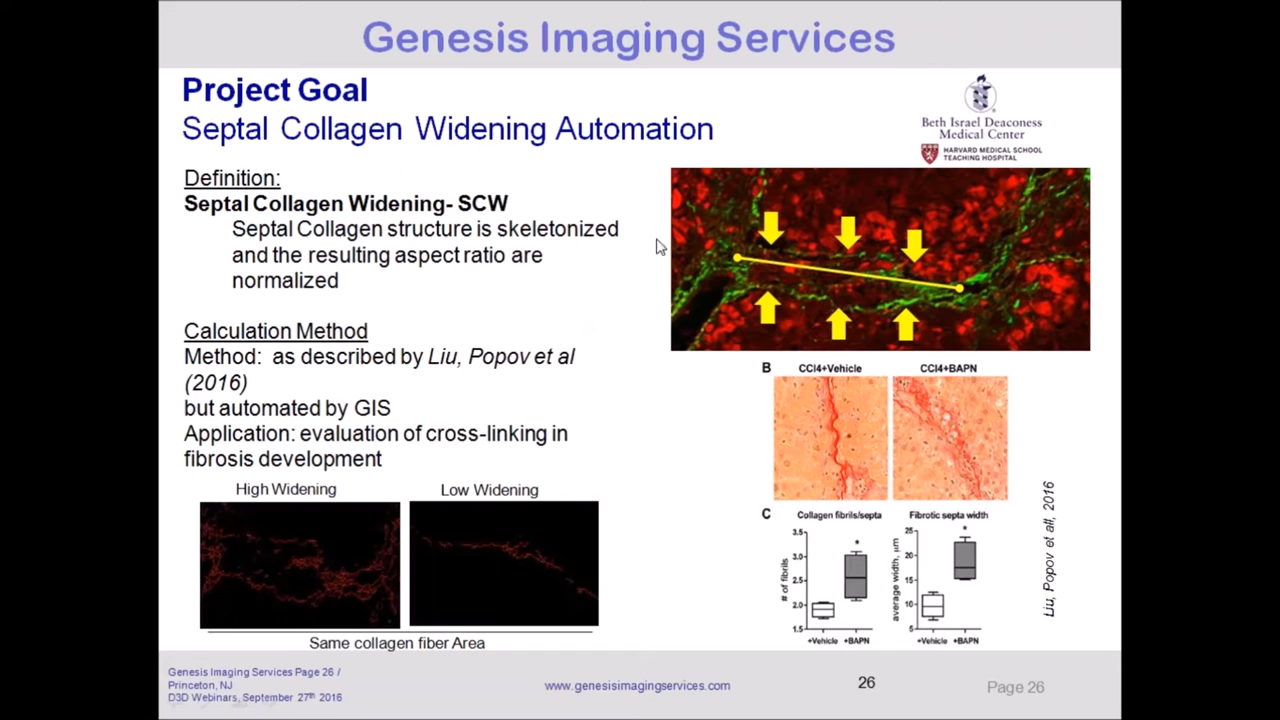 Genesis Imaging Services
Project Goal
Septal Collagen Widening Automation
Beth Israel Deaconess
Medical Center
HARVARD MEDICAL SCHOOL
TEACHING HOSPITAL
Definition:
Septal Collagen Widening- SCW
Septal Collagen structure is skeletonized
and the resulting aspect ratio are
normalized
Calculation Method
Method: as described by Liu, Popov et al
(2016)
but automated by GIS
Application: evaluation of cross-linking in
fibrosis development
High Widening
Low Widening
Same collagen fiber Area
B
CCl4+Vehicle
CCl4+BAPN
C
Collagen fibrils/septa
# of fibrils
3.5
3.0
2.5
2.0
1.5
*
+Vehicle
+BAPN
Fibrotic septa width
average width, μm
25
20
15
10
5
*
+Vehicle
+BAPN
Liu, Popov et all, 2016
Genesis Imaging Services Page 26 /
Princeton, NJ
D3D Webinars, September 27th 2016
www.genesisimagingservices.com
26
Page 26